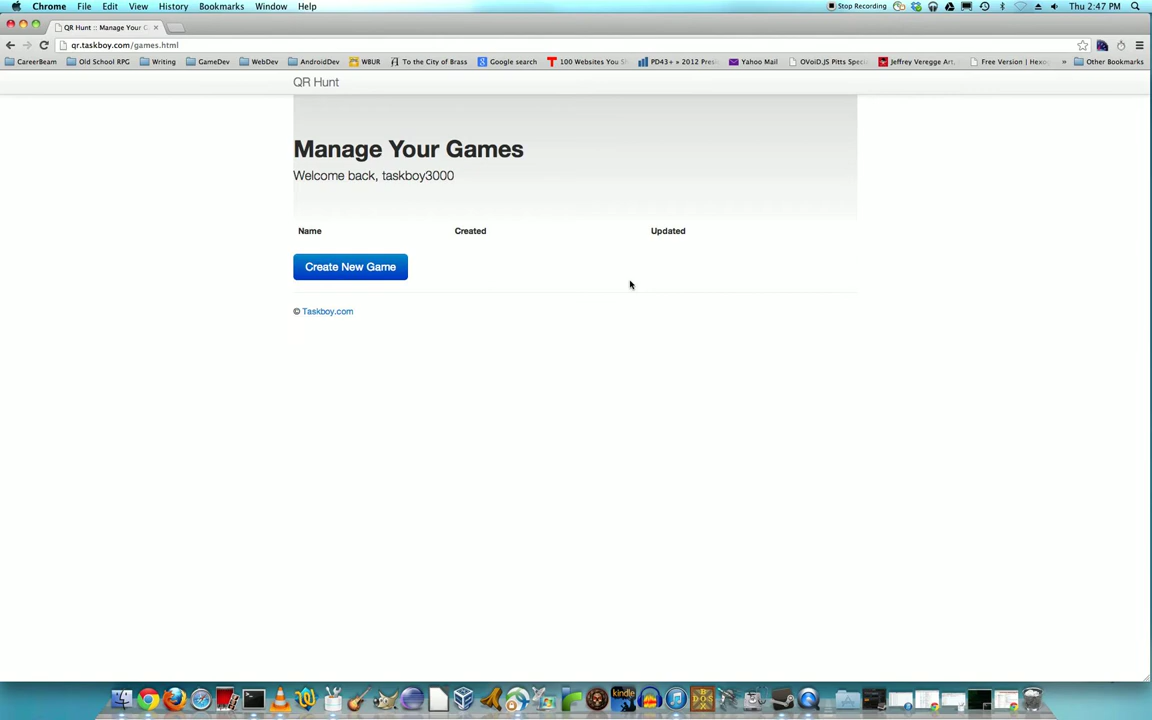 Chrome File Edit View History Bookmarks Window Help Stop Recording Thu 2:47 PM
QR Hunt :: Manage Your G
qr.taskboy.com/games.html
CareerBeam Old School RPG Writing GameDev WebDev AndroidDev WBUR To the City of Brass Google search 100 Websites You Sh PD43+ » 2012 Presi Yahoo Mail OVoiD.JS Pitts Speci Jeffrey Veregge Art, Free Version | Hexo » Other Bookmarks
QR Hunt
Manage Your Games
Welcome back, taskboy3000
Name Created Updated
Create New Game
© Taskboy.com
kindle